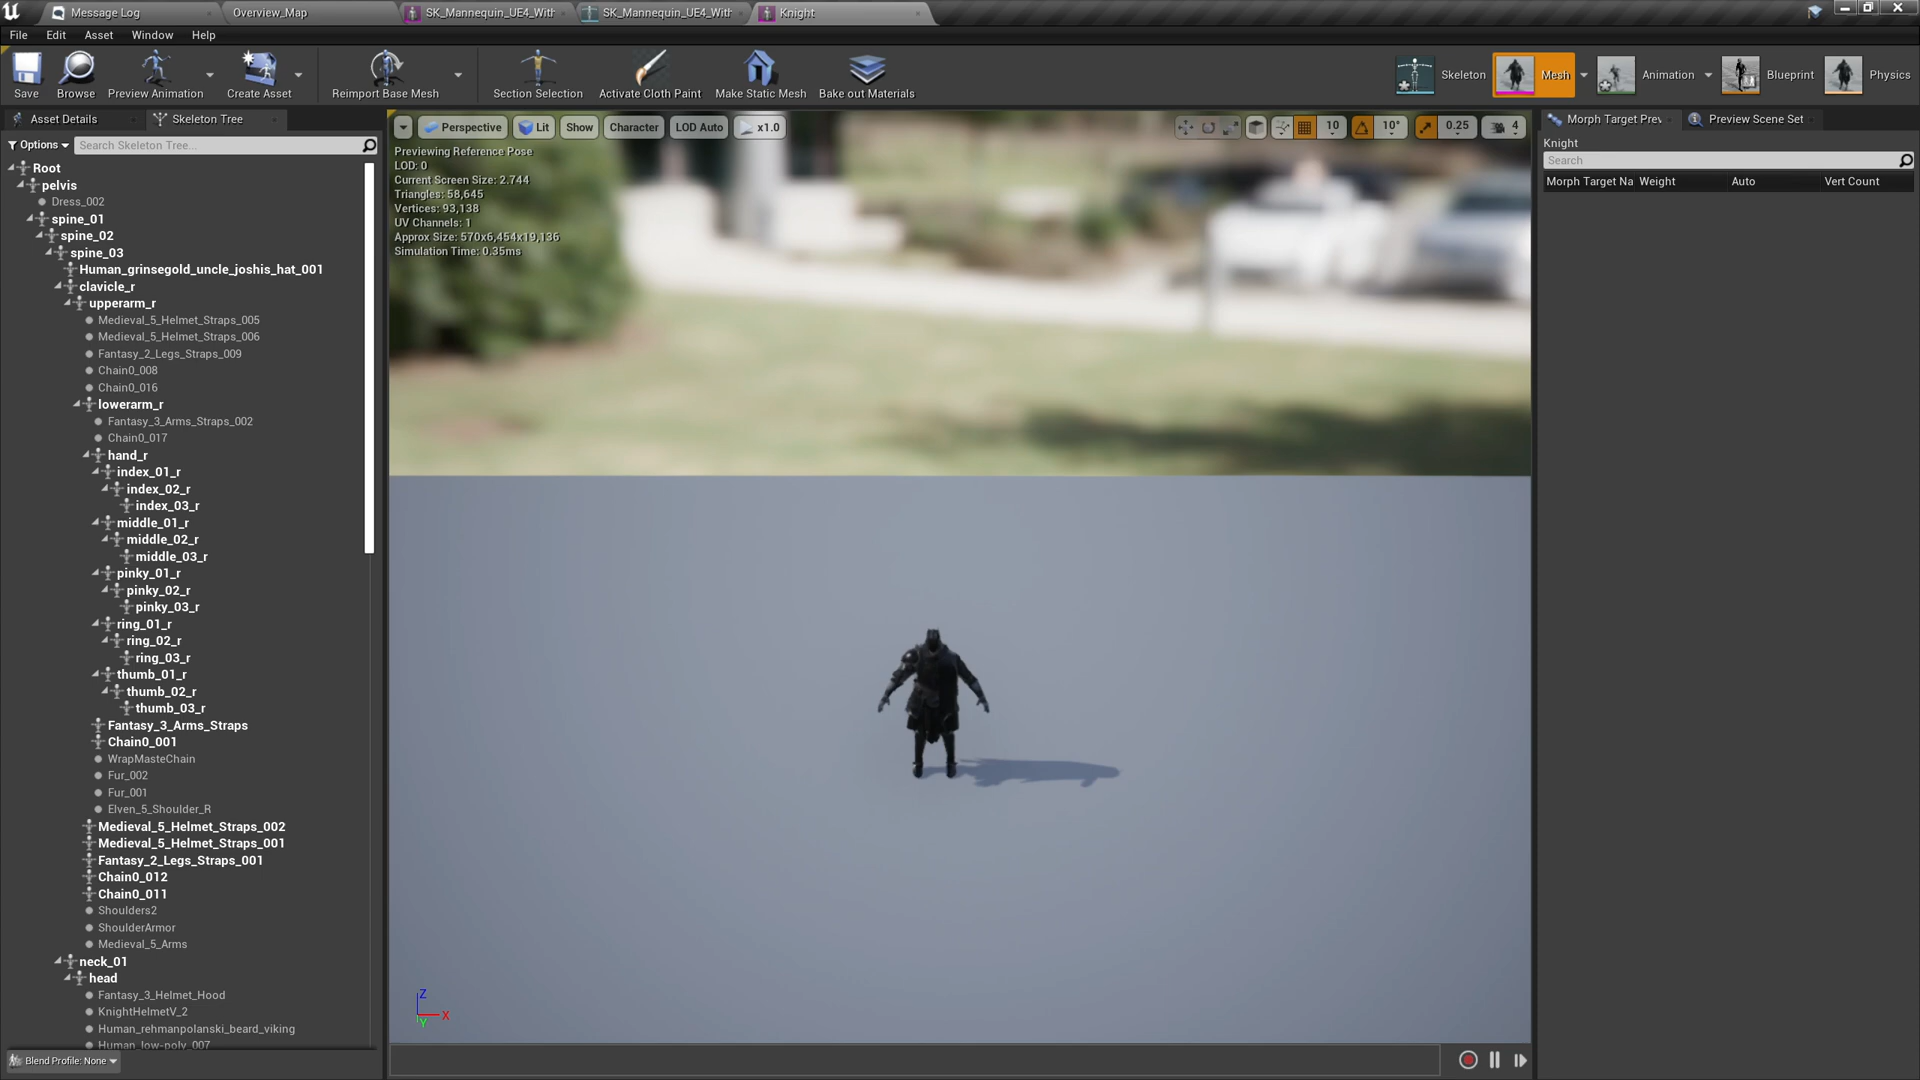 Message Log
Overview_Map
SK_Mannequin_UE4_With
SK_Mannequin_UE4_With
Knight
File Edit Asset Window Help
Save
Browse
Preview Animation
Create Asset
Reimport Base Mesh
Section Selection
Activate Cloth Paint
Make Static Mesh
Bake out Materials
Skeleton
Mesh
Animation
Blueprint
Physics
Asset Details
Skeleton Tree
Options
Search Skeleton Tree...
Root
pelvis
Dress_002
spine_01
spine_02
spine_03
Human_grinsegold_uncle_joshis_hat_001
clavicle_r
upperarm_r
Medieval_5_Helmet_Straps_005
Medieval_5_Helmet_Straps_006
Fantasy_2_Legs_Straps_009
Chain0_008
Chain0_016
lowerarm_r
Fantasy_3_Arms_Straps_002
Chain0_017
hand_r
index_01_r
index_02_r
index_03_r
middle_01_r
middle_02_r
middle_03_r
pinky_01_r
pinky_02_r
pinky_03_r
ring_01_r
ring_02_r
ring_03_r
thumb_01_r
thumb_02_r
thumb_03_r
Fantasy_3_Arms_Straps
Chain0_001
WrapMasteChain
Fur_002
Fur_001
Elven_5_Shoulder_R
Medieval_5_Helmet_Straps_002
Medieval_5_Helmet_Straps_001
Fantasy_2_Legs_Straps_001
Chain0_012
Chain0_011
Shoulders2
ShoulderArmor
Medieval_5_Arms
neck_01
head
Fantasy_3_Helmet_Hood
KnightHelmetV_2
Human_rehmanpolanski_beard_viking
Human_low-poly_007
Blend Profile: None
Perspective
Lit
Show
Character
LOD Auto
x1.0
10
10°
0.25
4
Previewing Reference Pose
LOD: 0
Current Screen Size: 2.744
Triangles: 58,645
Vertices: 93,138
UV Channels: 1
Approx Size: 570x6,454x19,136
Simulation Time: 0.35ms
Z
X
Y
Morph Target Prev
Preview Scene Set
Knight
Search
Morph Target Na Weight Auto Vert Count